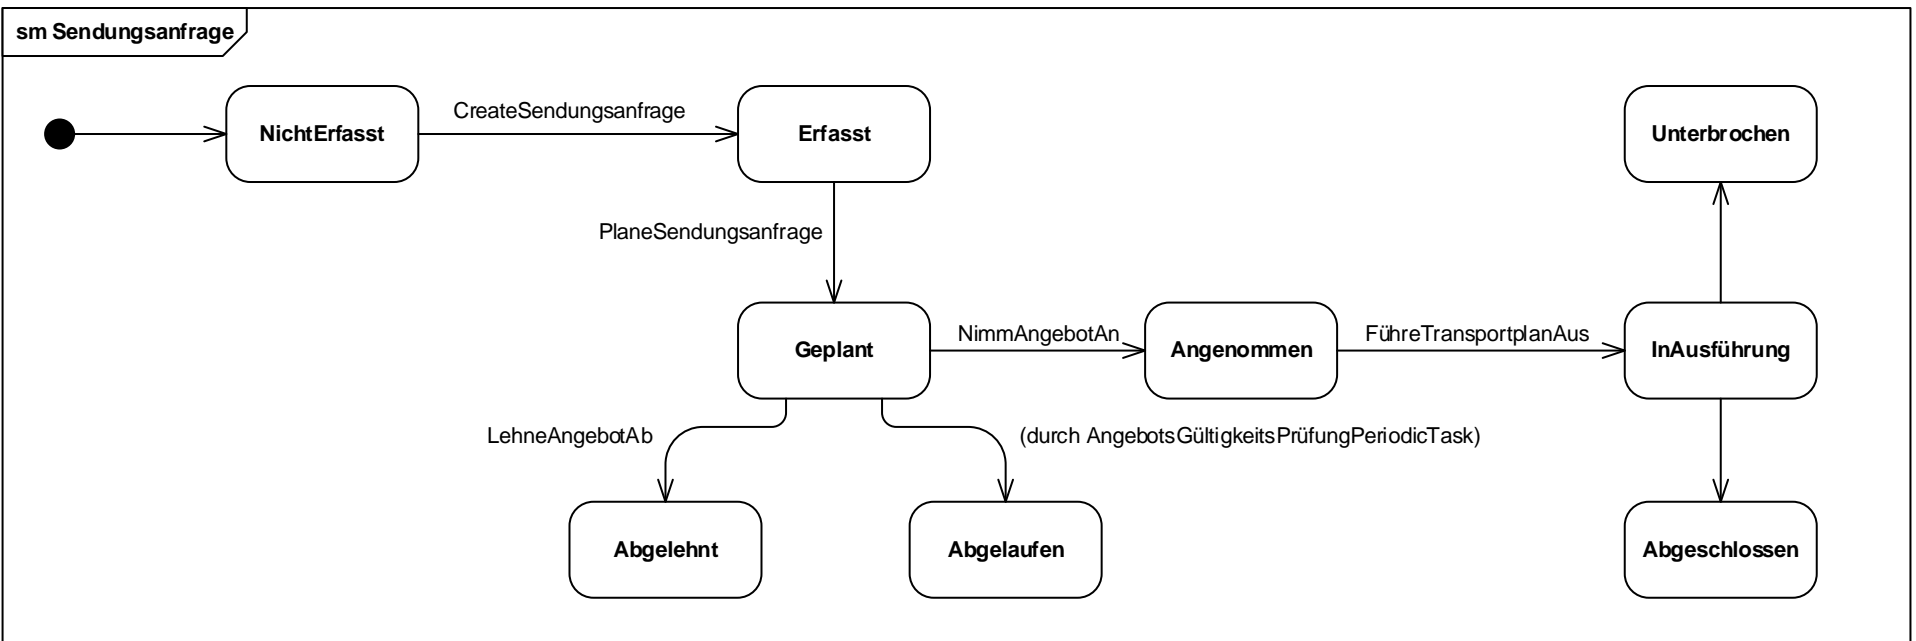 sm Sendungsanfrage
NichtErfasst
CreateSendungsanfrage
Erfasst
Unterbrochen
PlaneSendungsanfrage
Geplant
NimmAngebotAn
Angenommen
FühreTransportplanAus
InAusführung
LehneAngebotAb
(durch AngebotsGültigkeitsPrüfungPeriodicTask)
Abgelehnt
Abgelaufen
Abgeschlossen